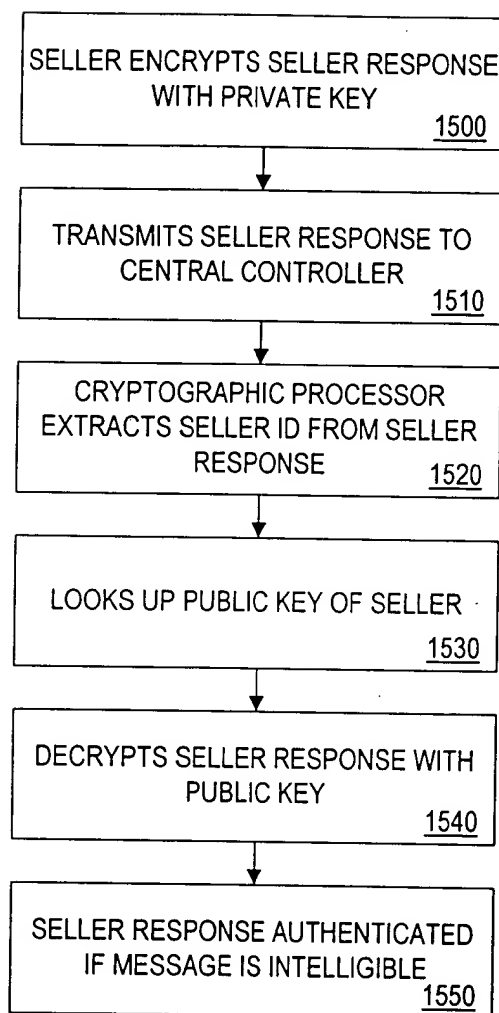 SELLER ENCRYPTS SELLER RESPONSE
WITH PRIVATE KEY
1500
TRANSMITS SELLER RESPONSE TO
CENTRAL CONTROLLER
1510
CRYPTOGRAPHIC PROCESSOR
EXTRACTS SELLER ID FROM SELLER
RESPONSE
1520
LOOKS UP PUBLIC KEY OF SELLER
1530
DECRYPTS SELLER RESPONSE WITH
PUBLIC KEY
1540
SELLER RESPONSE AUTHENTICATED
IF MESSAGE IS INTELLIGIBLE
1550